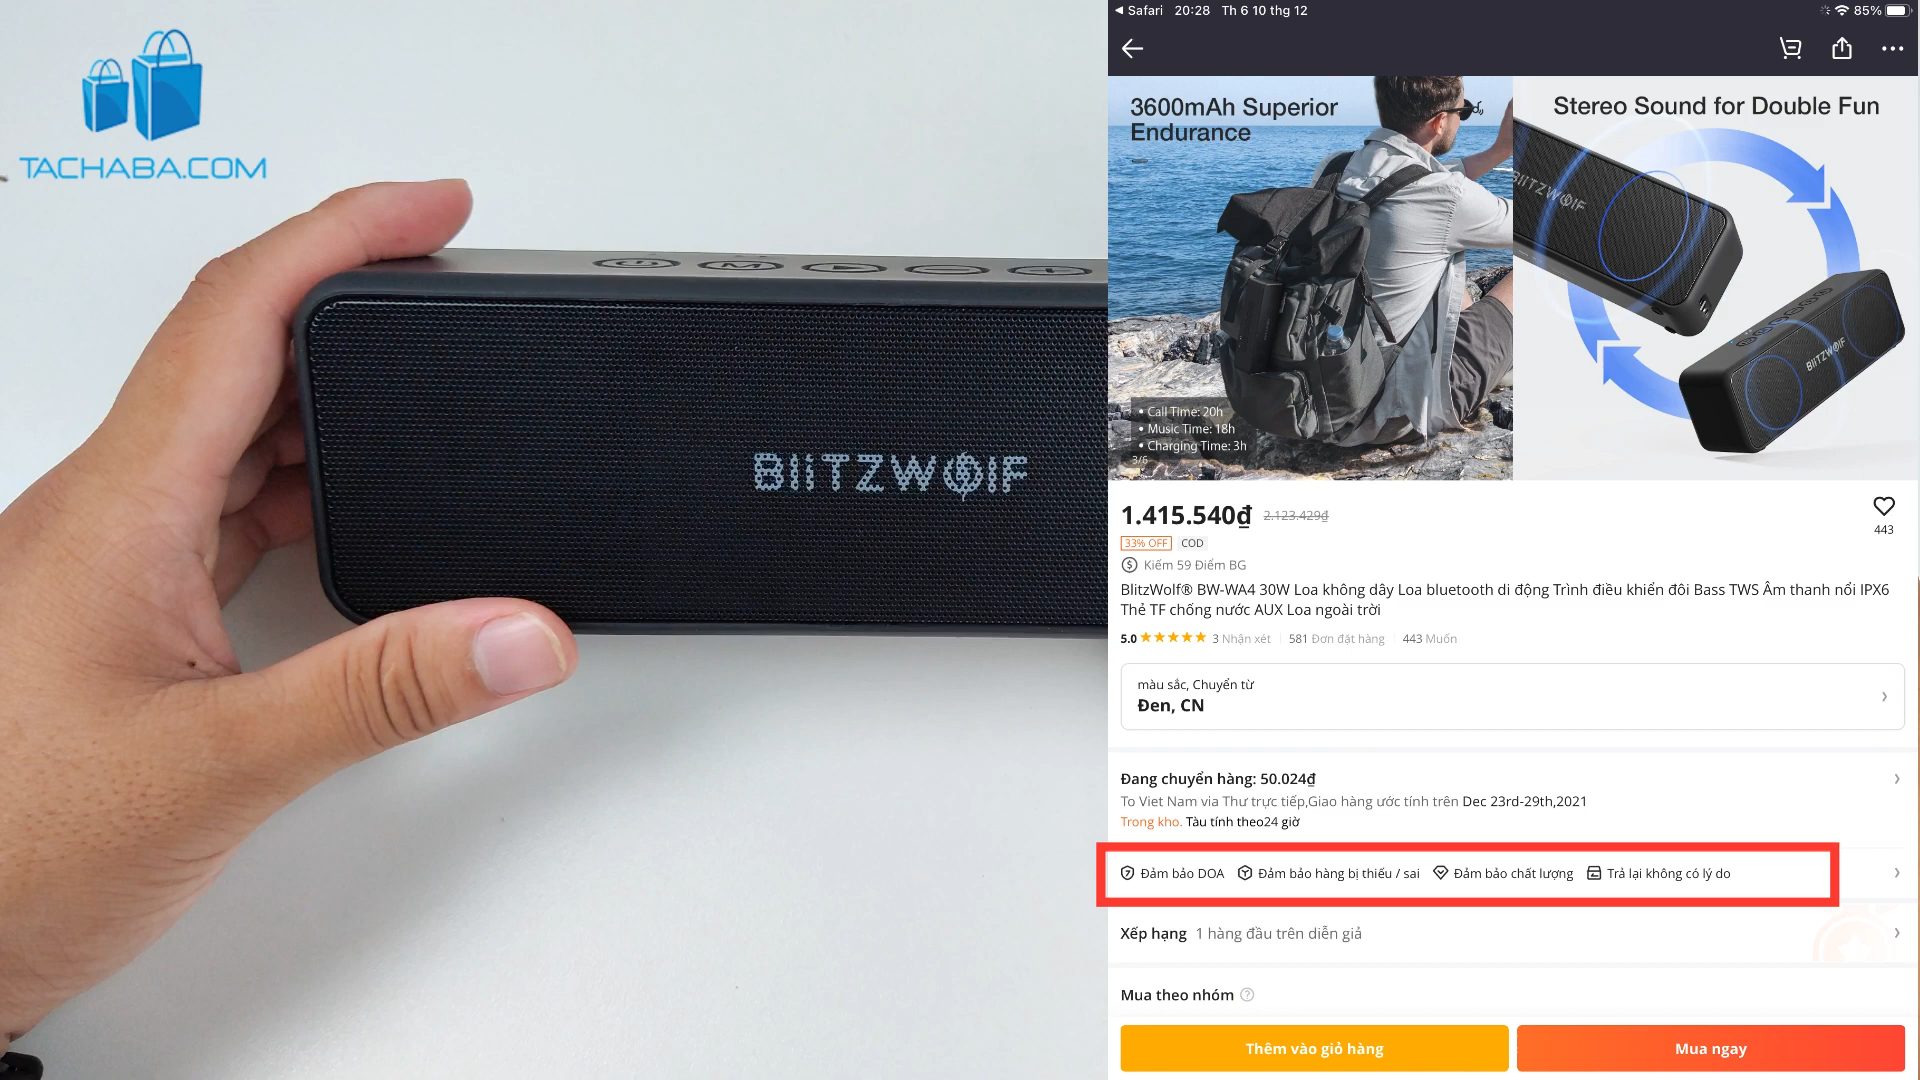 TACHABA.COM
BLITZWOLF
Safari 20:28 Th 6 10 thg 12
85%
3600mAh Superior
Endurance
• Call Time: 20h
• Music Time: 18h
• Charging Time: 3h
3/6
Stereo Sound for Double Fun
BLITZWOLF
BLITZWOLF
1.415.540₫ 2.123.429₫
443
33% OFF COD
Kiếm 59 Điểm BG
BlitzWolf® BW-WA4 30W Loa không dây Loa bluetooth di động Trình điều khiển đôi Bass TWS Âm thanh nổi IPX6
Thẻ TF chống nước AUX Loa ngoài trời
5.0 3 Nhận xét 581 Đơn đặt hàng 443 Muốn
màu sắc, Chuyển từ
Đen, CN
Đang chuyển hàng: 50.024₫
To Viet Nam via Thư trực tiếp,Giao hàng ước tính trên Dec 23rd-29th,2021
Trong kho. Tàu tính theo24 giờ
Đảm bảo DOA Đảm bảo hàng bị thiếu / sai Đảm bảo chất lượng Trả lại không có lý do
Xếp hạng 1 hàng đầu trên diễn giả
Mua theo nhóm ?
Thêm vào giỏ hàng
Mua ngay